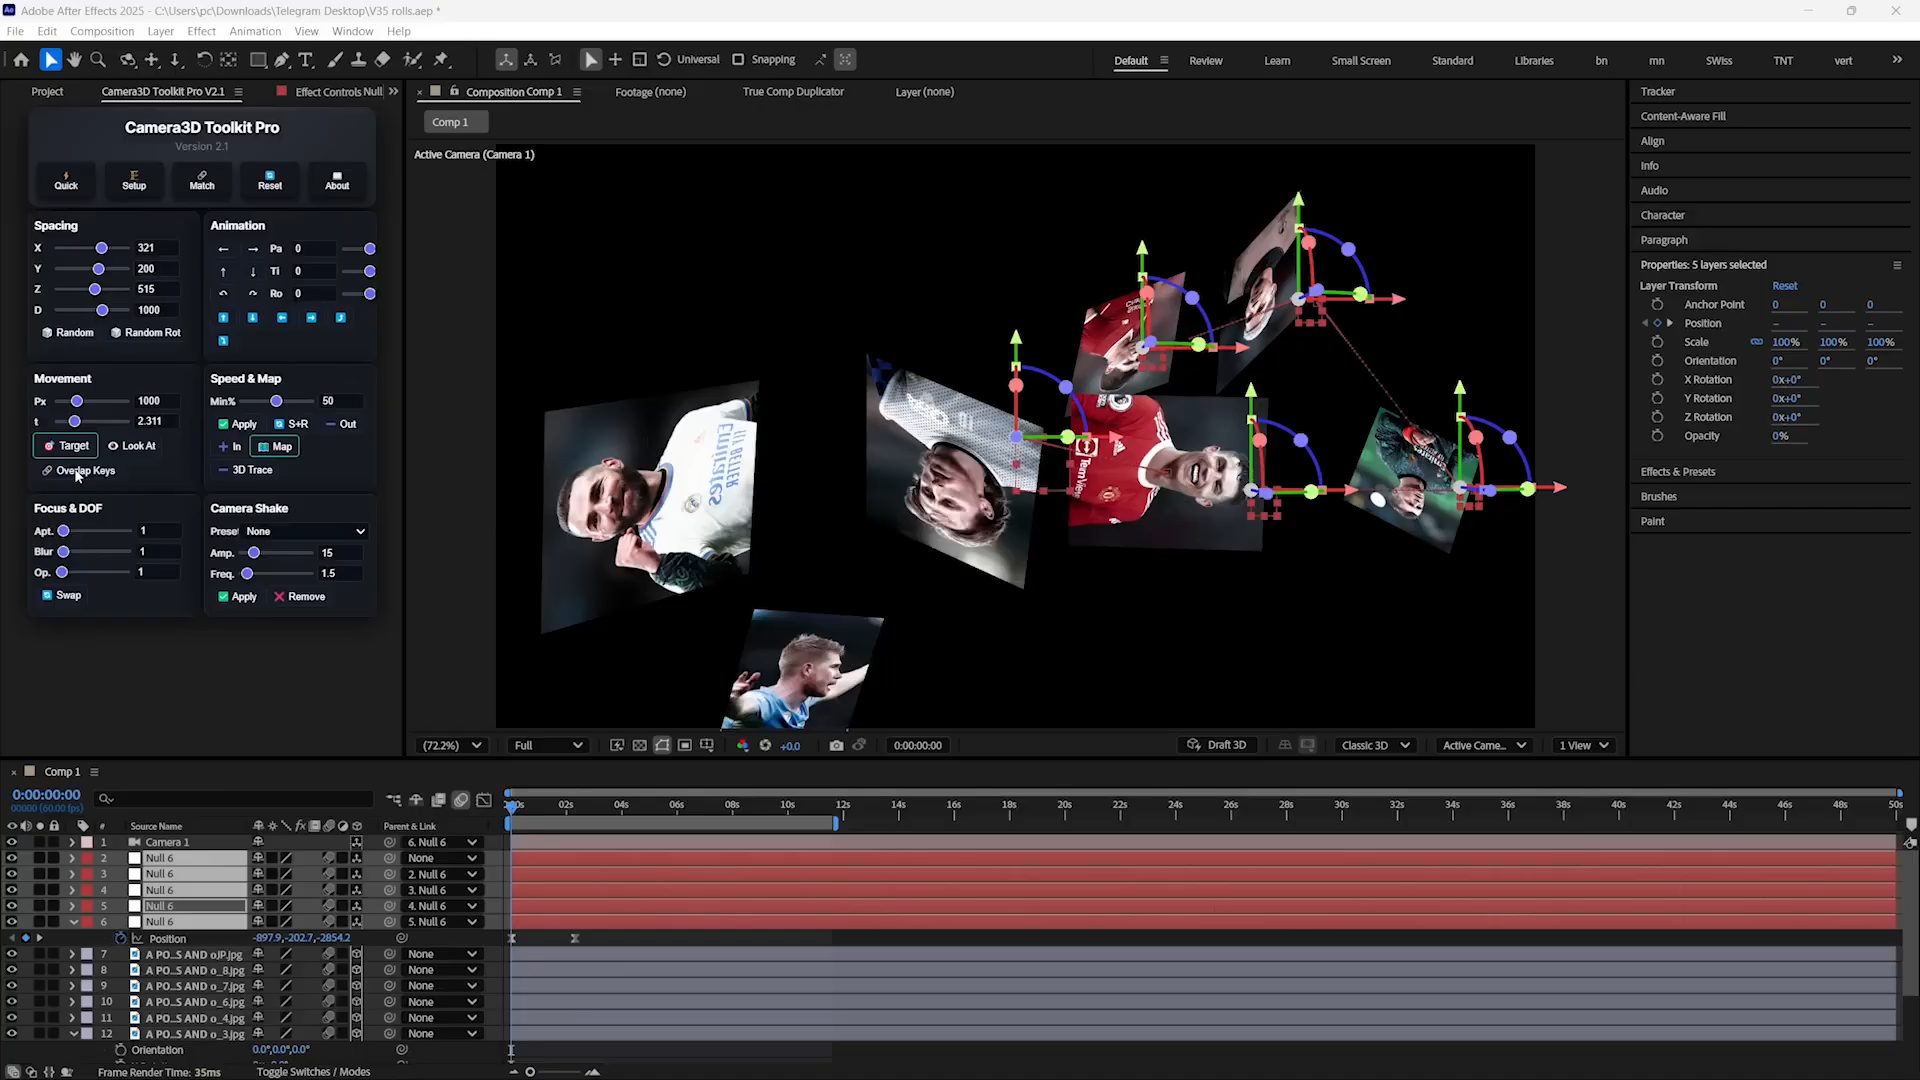 Adobe After Effects 2025 - C:\Users\pc\Downloads\Telegram Desktop\V35 rolls.aep *
File Edit Composition Layer Effect Animation View Window Help
Universal Snapping Default Review Learn Small Screen Standard Libraries bn mn SWiss TNT vert
Project Camera3D Toolkit Pro V2.1 Effect Controls Null
Composition Comp 1 Footage (none) True Comp Duplicator Layer (none)
Comp 1
Active Camera (Camera 1)
Camera3D Toolkit Pro
Version 2.1
Quick Setup Match Reset About
Spacing Animation
X 321 Pa 0
Y 200 Ti 0
Z 515 Ro 0
D 1000
Random Random Rot
Movement Speed & Map
Px 1000 Min% 50
t 2.311 Apply S+R Out
Target Look At In Map
Overlap Keys 3D Trace
Focus & DOF Camera Shake
Apt. 1 Prese None
Blur 1 Amp. 15
Op. 1 Freq. 1.5
Swap Apply Remove
Tracker
Content-Aware Fill
Align
Info
Audio
Character
Paragraph
Properties: 5 layers selected
Layer Transform Reset
Anchor Point 0 0 0
Position – – –
Scale 100% 100% 100%
Orientation 0° 0° 0°
X Rotation 0x+0°
Y Rotation 0x+0°
Z Rotation 0x+0°
Opacity 0%
Effects & Presets
Brushes
Paint
Emirates
TeamViewer
(72.2%) Full +0.0 0:00:00:00 Draft 3D Classic 3D Active Came... 1 View
Comp 1
0:00:00:00
00000 (60.00 fps)
02s 04s 06s 08s 10s 12s 14s 16s 18s 20s 22s 24s 26s 28s 30s 32s 34s 36s 38s 40s 42s 44s 46s 48s 50s
# Source Name Parent & Link
1 Camera 1 6. Null 6
2 Null 6 None
3 Null 6 2. Null 6
4 Null 6 3. Null 6
5 Null 6 4. Null 6
6 Null 6 5. Null 6
Position -897.9,-202.7,-2854.2
7 A PO...S AND oJP.jpg None
8 A PO...S AND o_8.jpg None
9 A PO...S AND o_7.jpg None
10 A PO...S AND o_6.jpg None
11 A PO...S AND o_4.jpg None
12 A PO...S AND o_3.jpg None
Orientation 0.0°,0.0°,0.0°
Frame Render Time: 35ms Toggle Switches / Modes